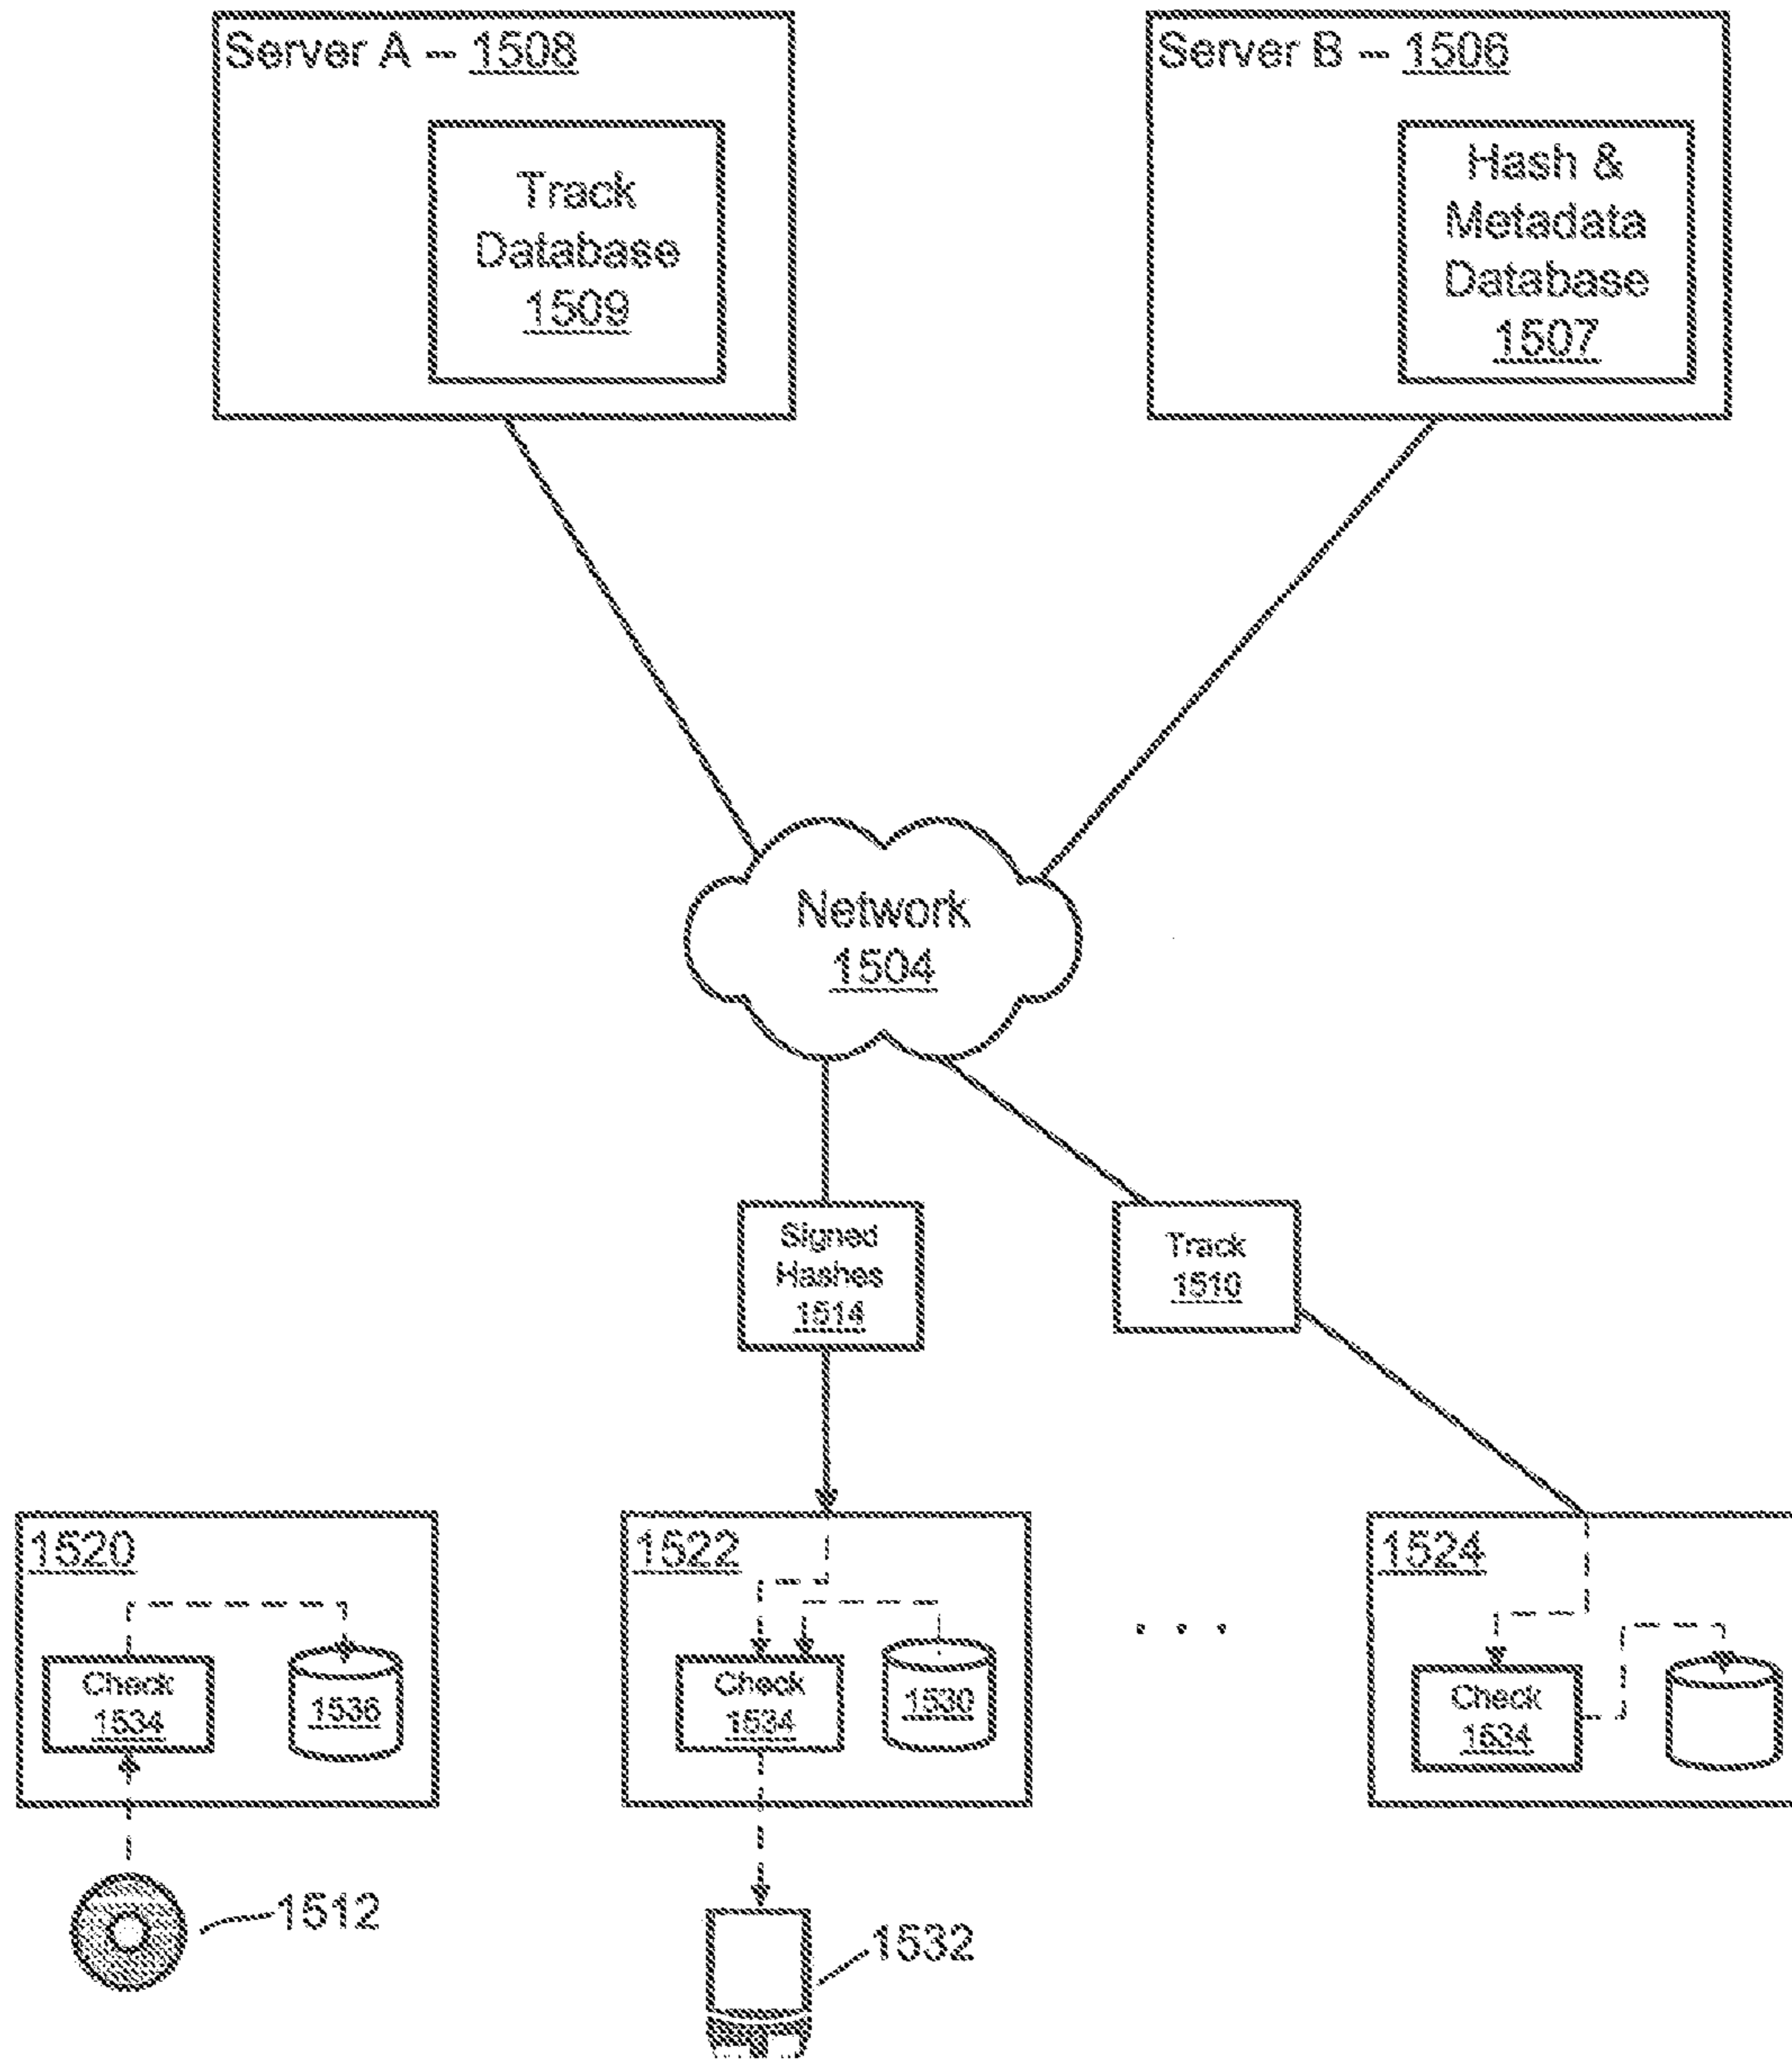 Server A -- 1508
Track
Database
1509
Server B -- 1506
Hash &
Metadata
Database
1507
Network
1504
Signed
Hashes
1514
Track
1510
1520
Check
1534
1536
1512
1522
Check
1534
1530
1532
. . .
1524
Check
1534